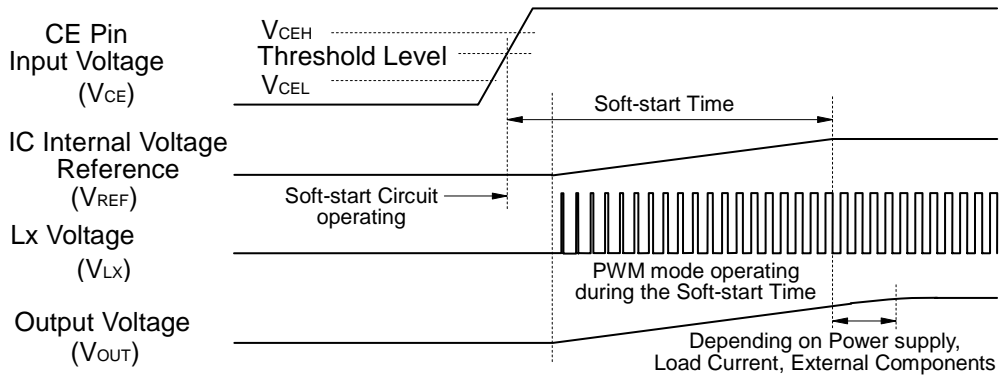 CE Pin
Input Voltage
(VCE)
VCEH
Threshold Level
VCEL
Soft-start Time
IC Internal Voltage
Reference
(VREF)
Soft-start Circuit
operating
Lx Voltage
(VLX)
PWM mode operating
during the Soft-start Time
Output Voltage
(VOUT)
Depending on Power supply,
Load Current, External Components